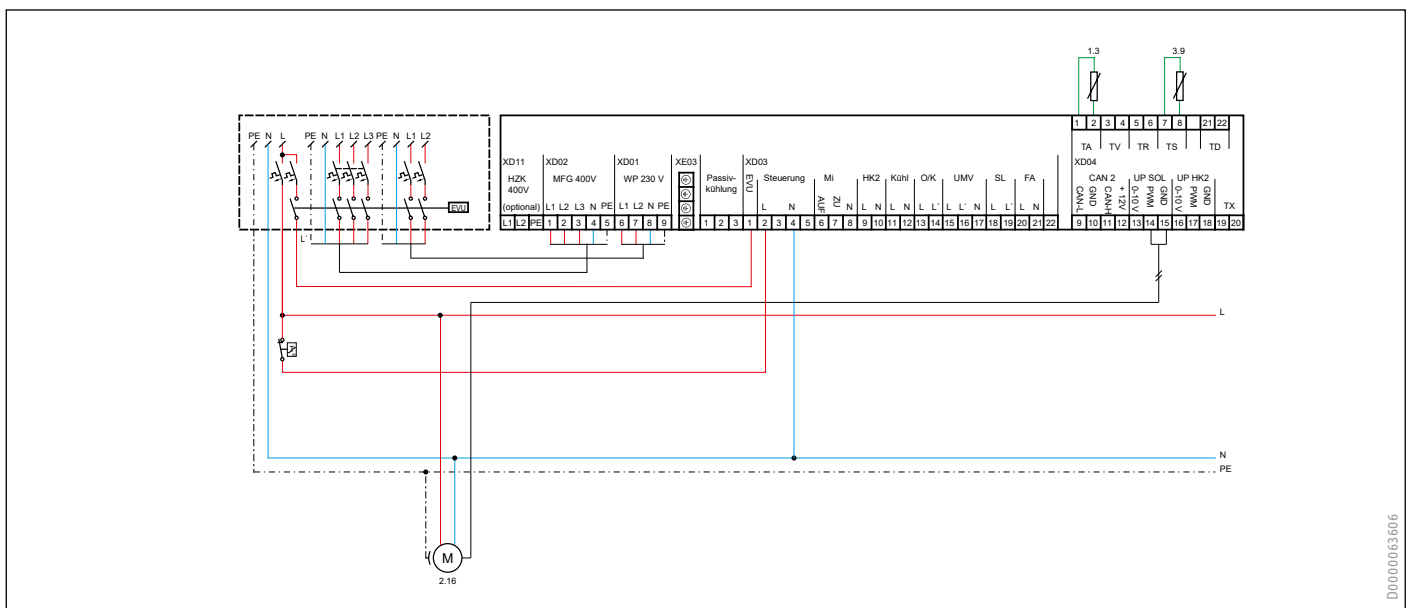 1.3 3.9
PE N L PE N L1 L2 L3 PE N L1 L2
1 2 3 4 5 6 7 8 21 22
TA TV TR TS TD
XD11 XD02 XD01 XE03 XD03 XD04
HZK MFG 400V WP 230 V Passiv- EVU Steuerung Mi HK2 Kühl O/K UMV SL FA CAN 2 UP SOL UP HK2
400V kühlung
(optional) L1 L2 L3 N PE L1 L2 N PE L N AUF ZU N L N L N L L' L L' N L L' L N CAN-L GND CAN-H + 12V 0-10 V PWM GND 0-10 V PWM GND TX
L1 L2 PE 1 2 3 4 5 6 7 8 9 1 2 3 1 2 3 4 5 6 7 8 9 10 11 12 13 14 15 16 17 18 19 20 21 22 9 10 11 12 13 14 15 16 17 18 19 20
EVU
L'
L
N
PE
M
2.16
D0000063606